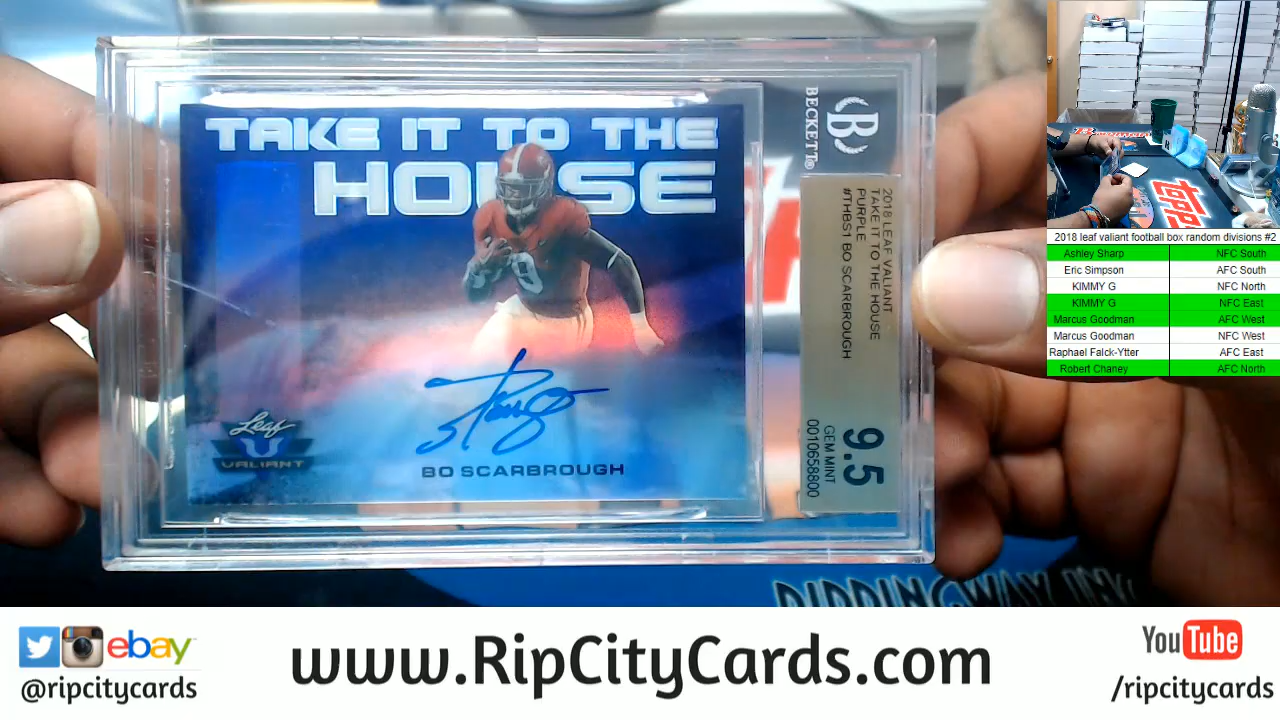 TAKE IT TO THE
HOUSE
9
Leaf
VALIANT
BO SCARBROUGH
BECKETT
B
2018 LEAF VALIANT
TAKE IT TO THE HOUSE
PURPLE
#THBS1 BO SCARBROUGH
9.5
GEM MINT
0010658800
TOPPS
2018 leaf valiant football box random divisions #2
Ashley Sharp NFC South
Eric Simpson AFC South
KIMMY G NFC North
KIMMY G NFC East
Marcus Goodman AFC West
Marcus Goodman NFC West
Raphael Falck-Ytter AFC East
Robert Chaney AFC North
ebay
@ripcitycards
www.RipCityCards.com
YouTube
/ripcitycards